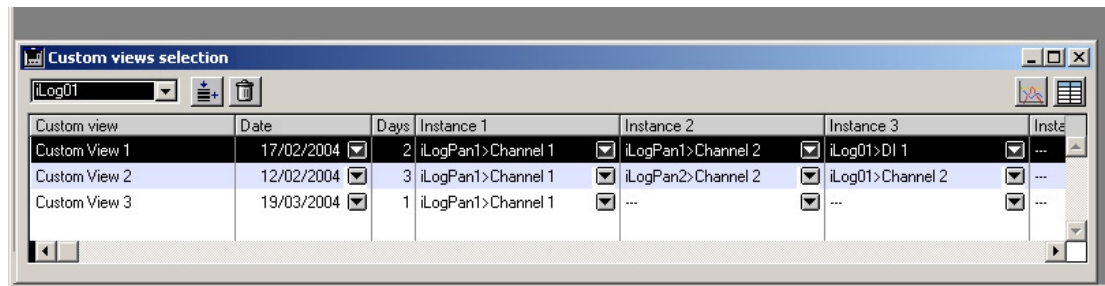 Custom views selection
iLog01
Custom view Date Days Instance 1 Instance 2 Instance 3 Insta
Custom View 1 17/02/2004 2 iLogPan1>Channel 1 iLogPan1>Channel 2 iLog01>DI 1 ---
Custom View 2 12/02/2004 3 iLogPan1>Channel 1 iLogPan2>Channel 2 iLog01>Channel 2 ---
Custom View 3 19/03/2004 1 iLogPan1>Channel 1 --- --- ---